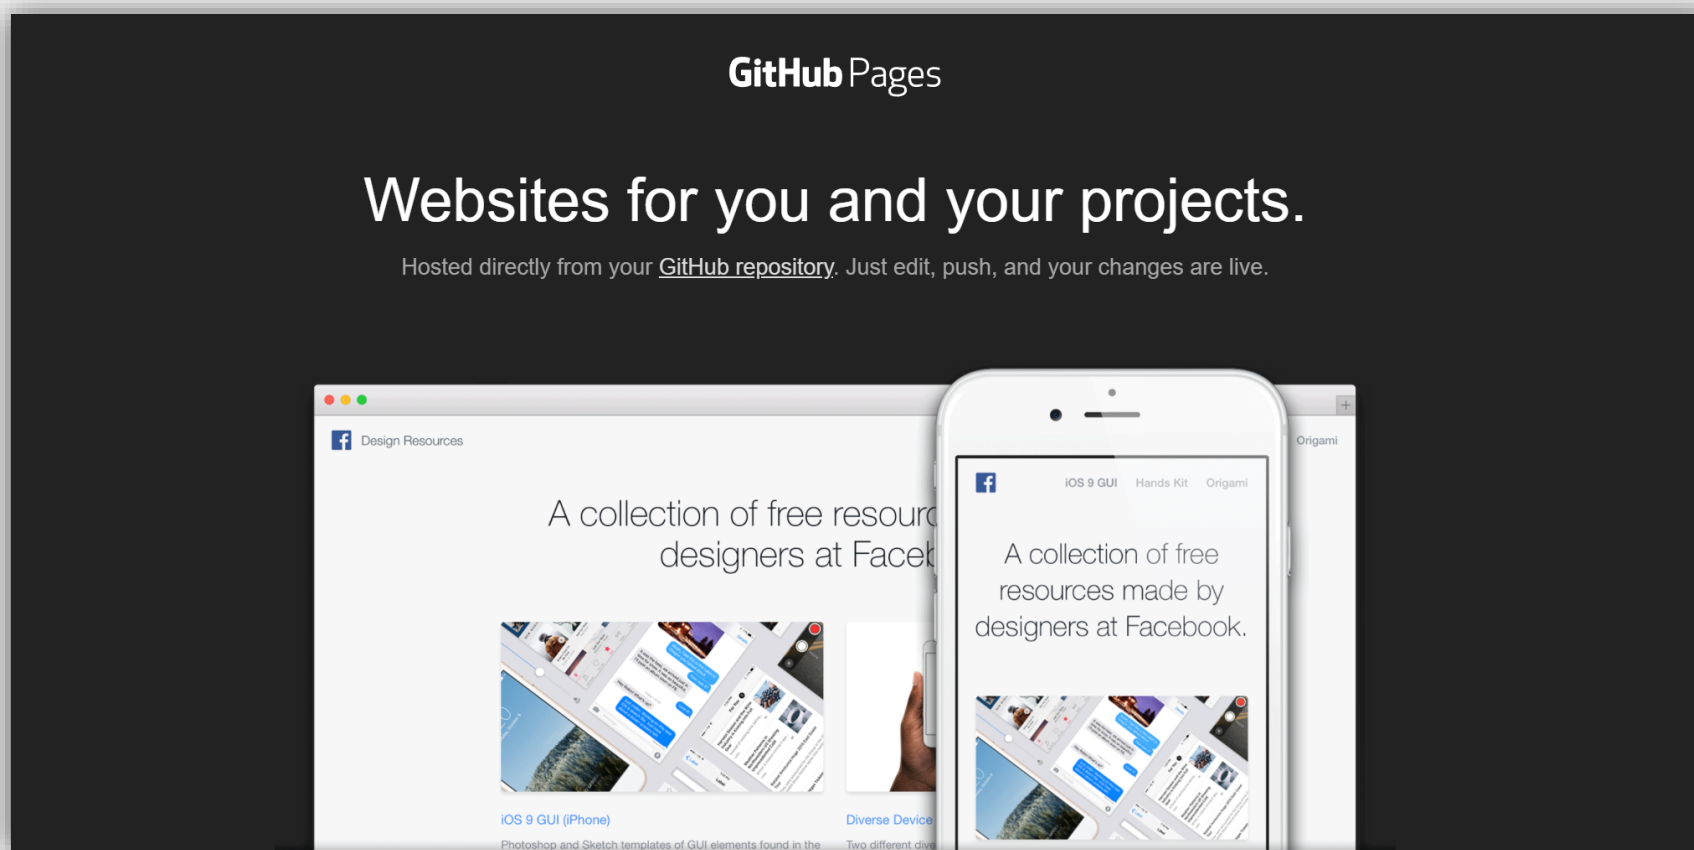 GitHub Pages
Websites for you and your projects.
Hosted directly from your GitHub repository. Just edit, push, and your changes are live.
Design Resources
Origami
A collection of free
designers at
iOS 9 GUI (iPhone)
Diverse Device
Photoshop and Sketch templates of GUI elements found in the
Two different
iOS 9 GUI Hands Kit Origami
A collection of free
resources made by
designers at Facebook.